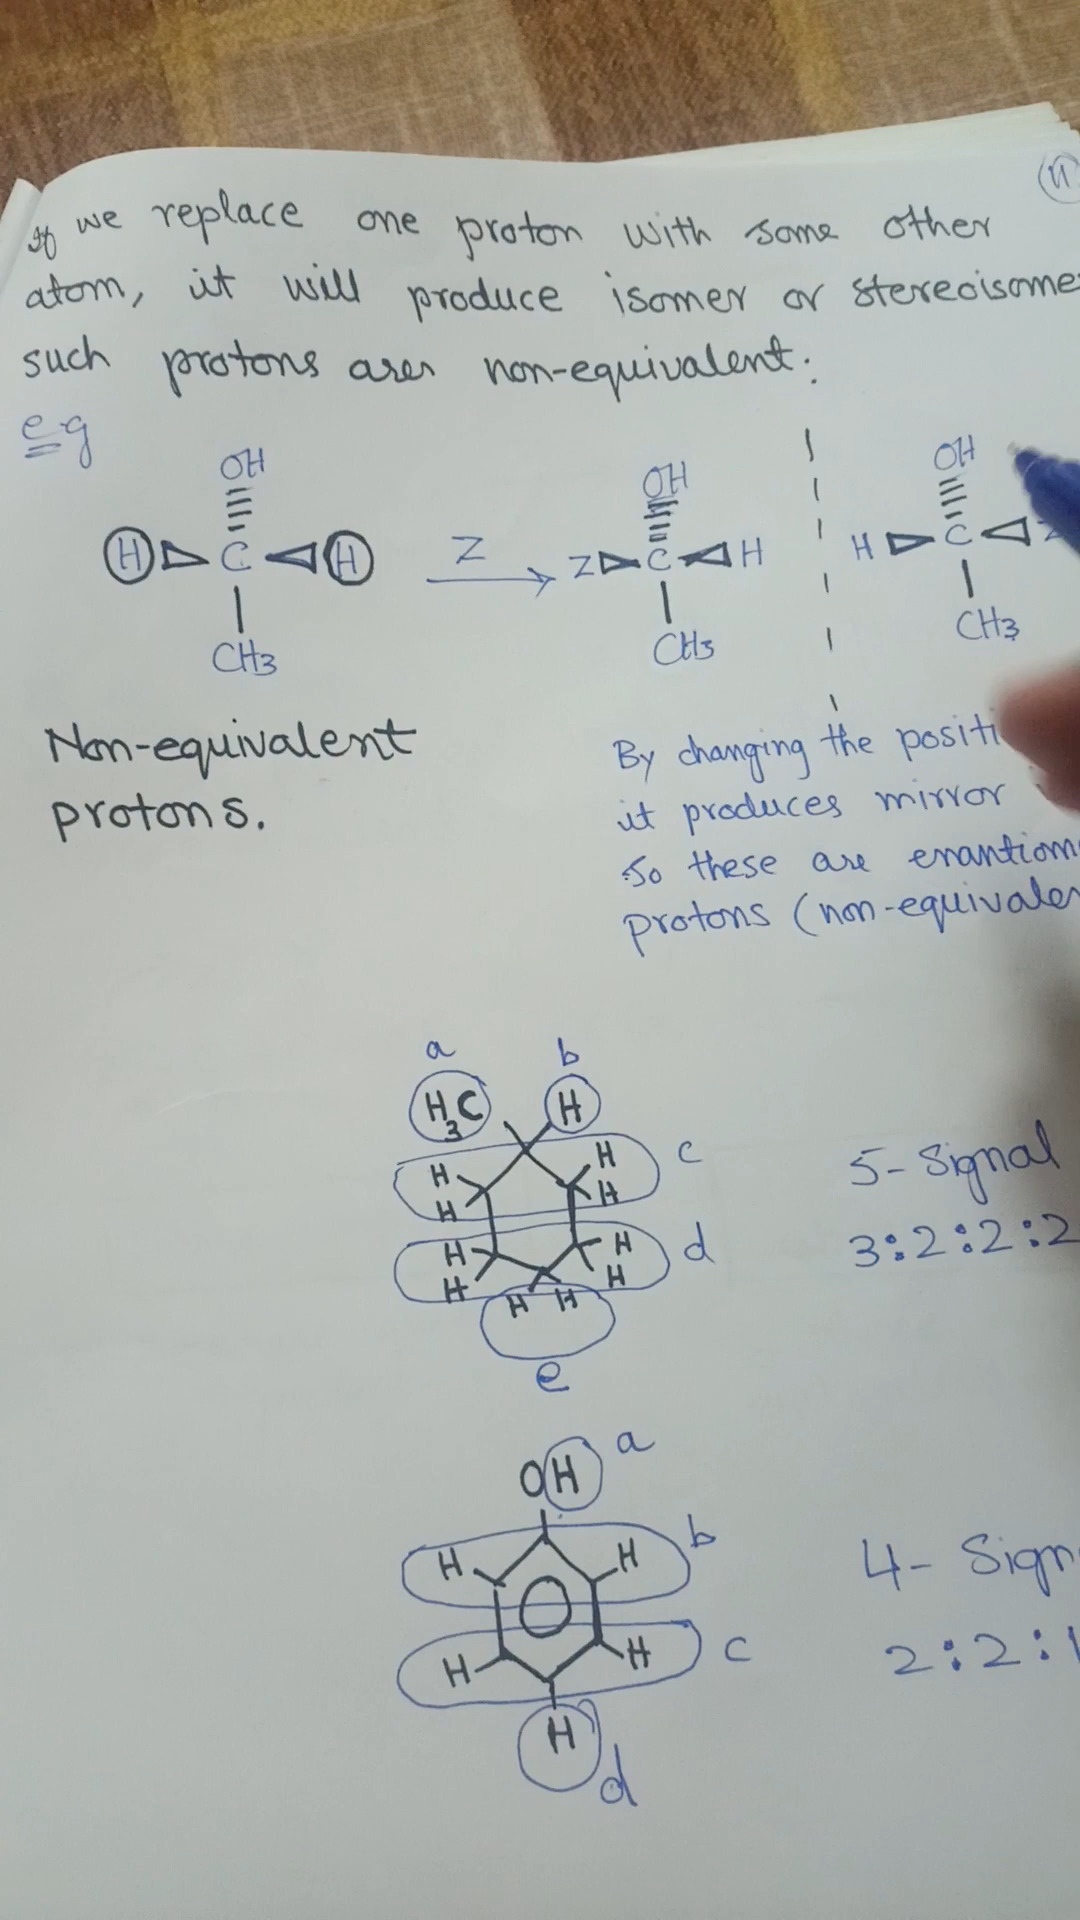 If we replace one proton with some other
atom, it will produce isomer or stereoisome
such protons are non-equivalent.
eg
OH
H C H
CH3
Z
OH
Z C H
CH3
OH
H C
CH3
Non-equivalent
protons.
By changing the positi
it produces mirror
So these are enantiom
protons (non-equivale
a b
H3C H
H H
H H
c
5- Signal
H H
H H
d
3:2:2:2
H H
e
OH a
H H b
4- Sign
H H c
2:2:1
H
d